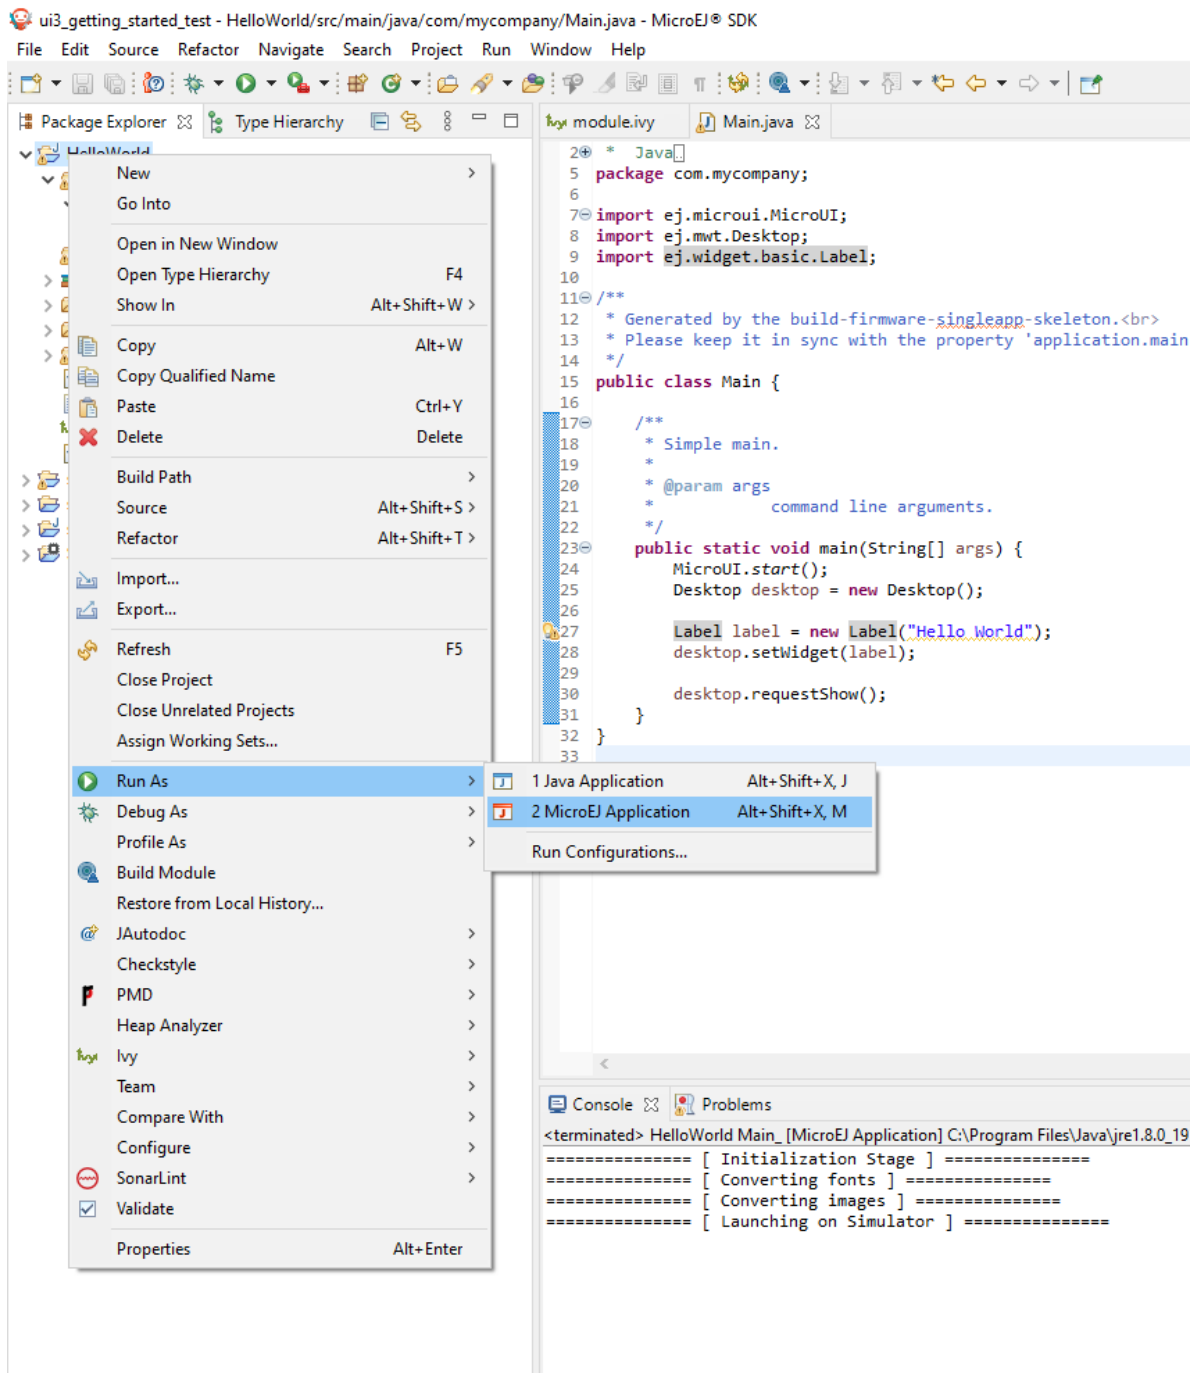 ui3_getting_started_test - HelloWorld/src/main/java/com/mycompany/Main.java - MicroEJ® SDK
File Edit Source Refactor Navigate Search Project Run Window Help
Package Explorer Type Hierarchy
HelloWorld
New
Go Into
Open in New Window
Open Type Hierarchy F4
Show In Alt+Shift+W >
Copy Alt+W
Copy Qualified Name
Paste Ctrl+Y
Delete Delete
Build Path
Source Alt+Shift+S >
Refactor Alt+Shift+T >
Import...
Export...
Refresh F5
Close Project
Close Unrelated Projects
Assign Working Sets...
Run As
Debug As
Profile As
Build Module
Restore from Local History...
JAutodoc
Checkstyle
PMD
Heap Analyzer
Ivy
Team
Compare With
Configure
SonarLint
Validate
Properties Alt+Enter
1 Java Application Alt+Shift+X, J
2 MicroEJ Application Alt+Shift+X, M
Run Configurations...
module.ivy Main.java
2 * Java..
5 package com.mycompany;
6
7 import ej.microui.MicroUI;
8 import ej.mwt.Desktop;
9 import ej.widget.basic.Label;
10
11 /**
12 * Generated by the build-firmware-singleapp-skeleton.<br>
13 * Please keep it in sync with the property 'application.main
14 */
15 public class Main {
16
17 /**
18 * Simple main.
19 *
20 * @param args
21 * command line arguments.
22 */
23 public static void main(String[] args) {
24 MicroUI.start();
25 Desktop desktop = new Desktop();
26
27 Label label = new Label("Hello World");
28 desktop.setWidget(label);
29
30 desktop.requestShow();
31 }
32 }
33
Console Problems
<terminated> HelloWorld Main_ [MicroEJ Application] C:\Program Files\Java\jre1.8.0_19
=============== [ Initialization Stage ] ===============
=============== [ Converting fonts ] ===============
=============== [ Converting images ] ===============
=============== [ Launching on Simulator ] ===============